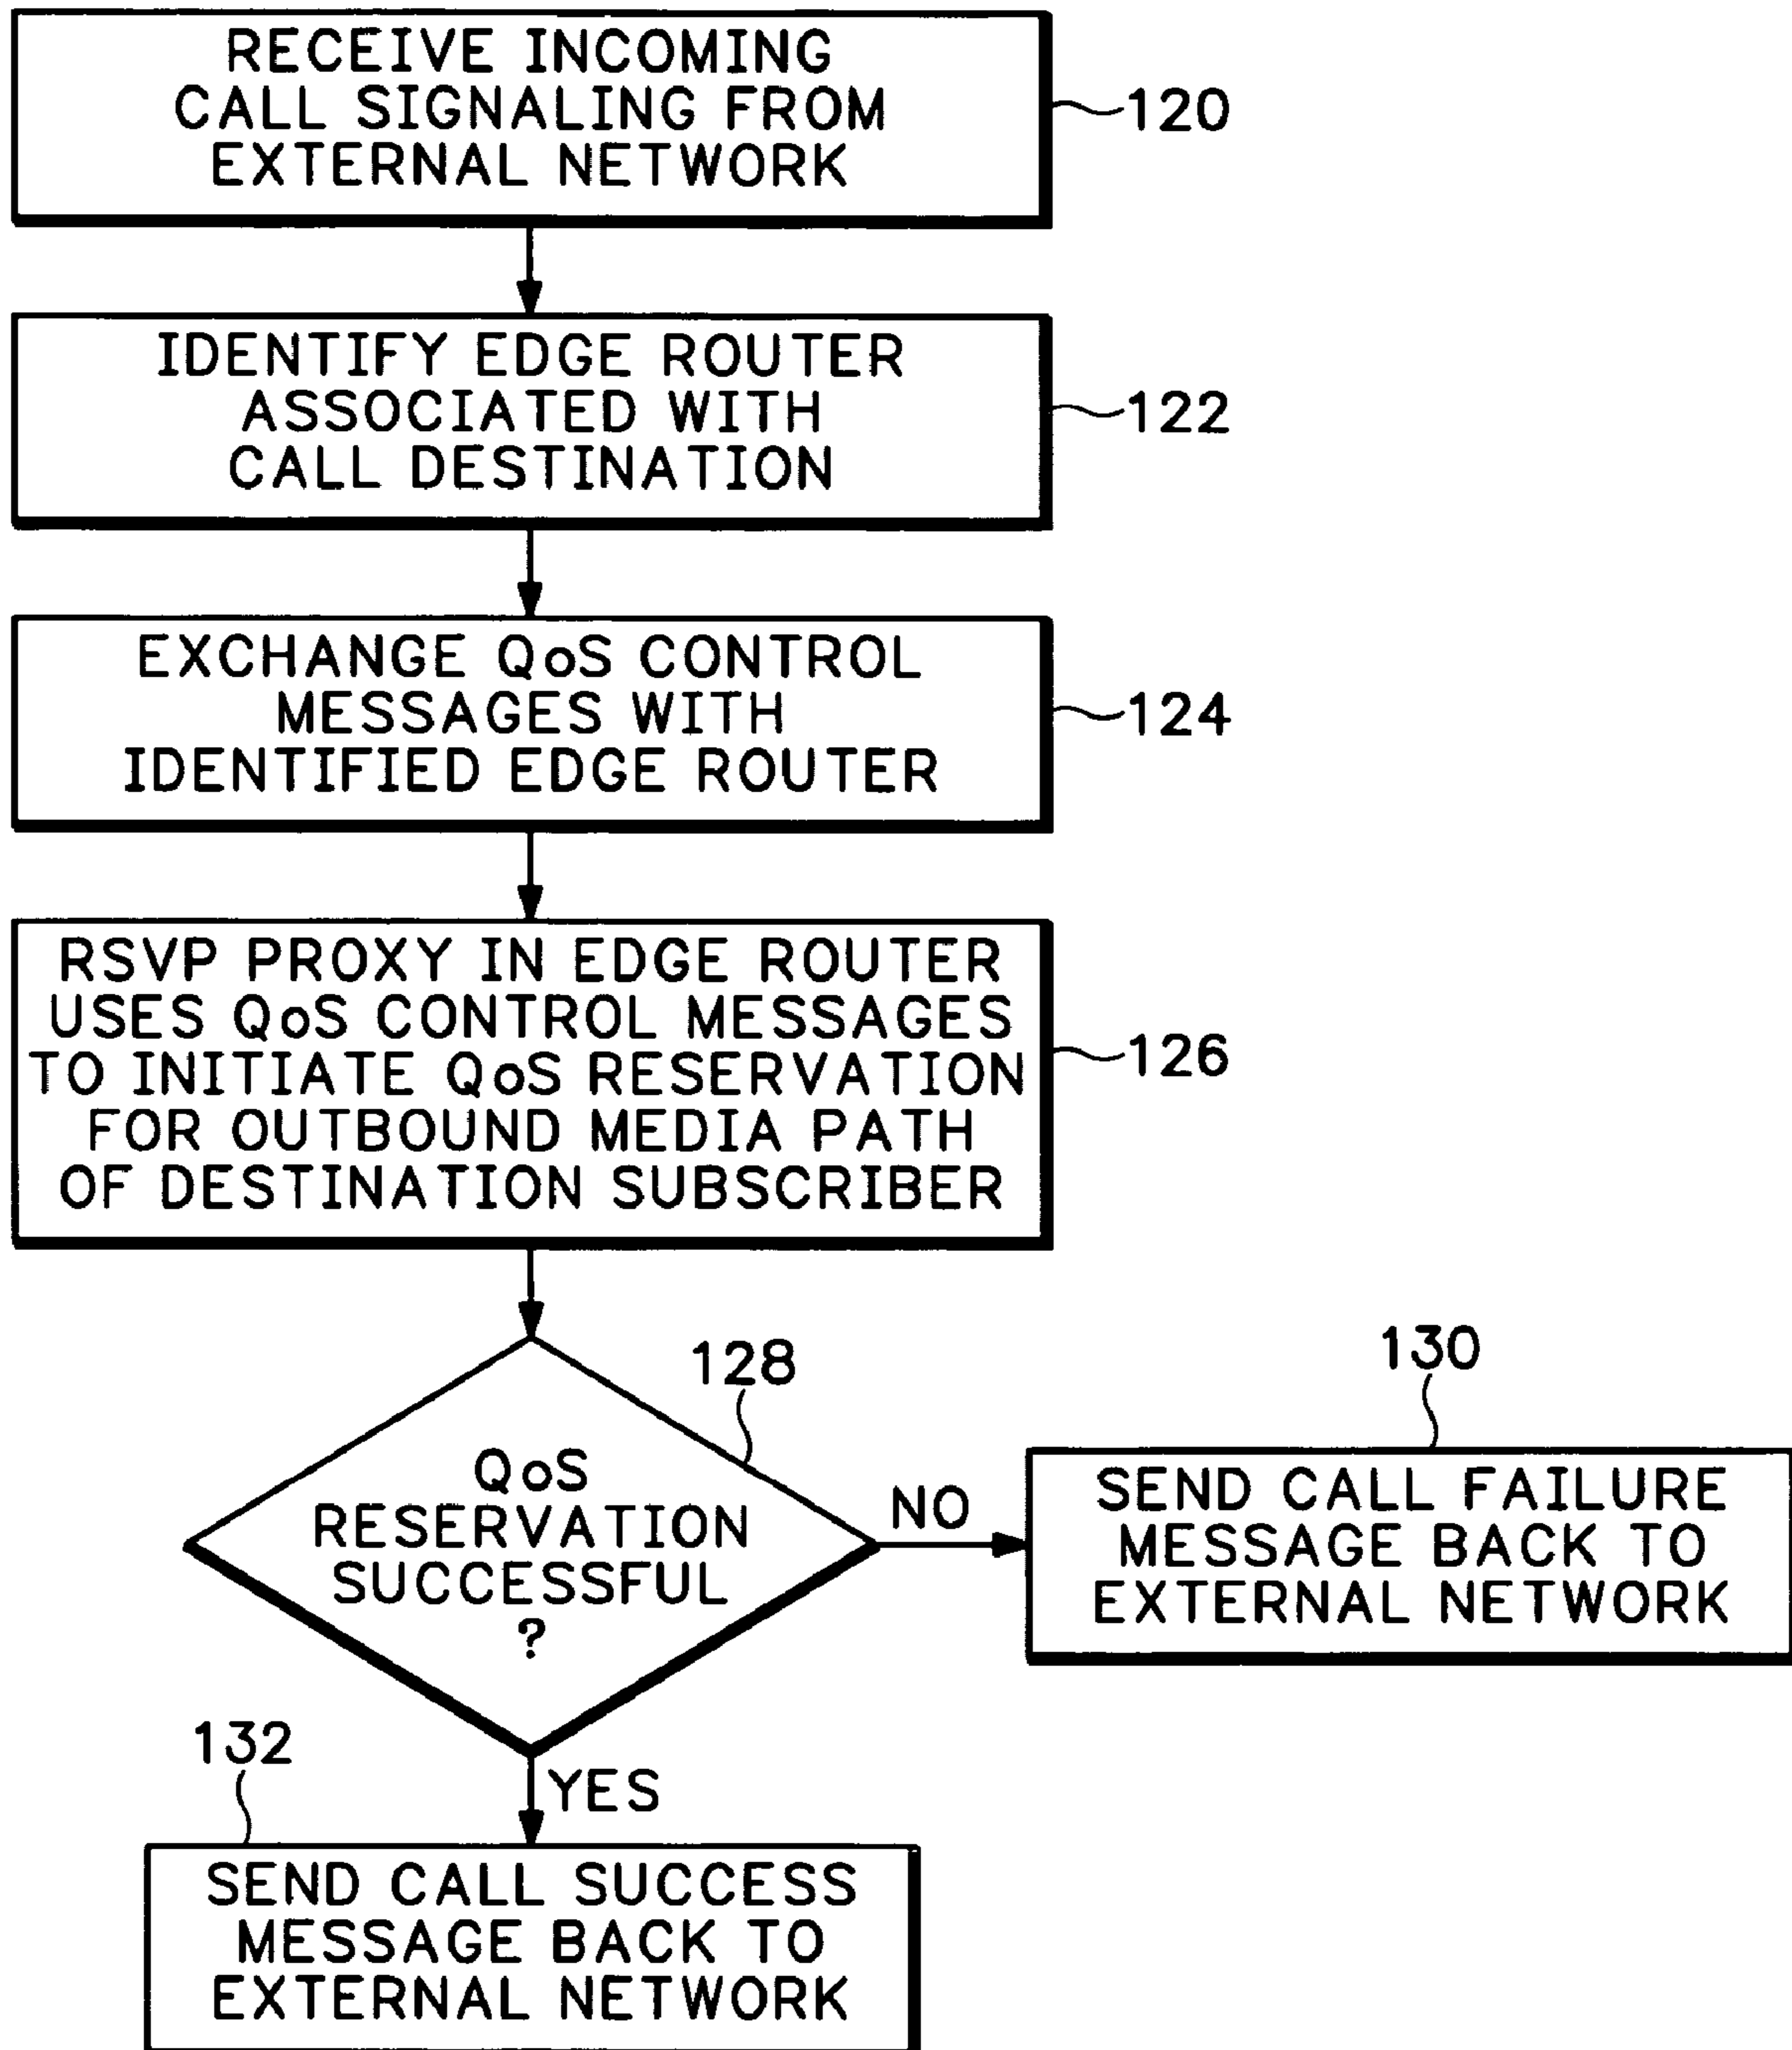 RECEIVE INCOMING
CALL SIGNALING FROM
EXTERNAL NETWORK
120
IDENTIFY EDGE ROUTER
ASSOCIATED WITH
CALL DESTINATION
122
EXCHANGE QoS CONTROL
MESSAGES WITH
IDENTIFIED EDGE ROUTER
124
RSVP PROXY IN EDGE ROUTER
USES QoS CONTROL MESSAGES
TO INITIATE QoS RESERVATION
FOR OUTBOUND MEDIA PATH
OF DESTINATION SUBSCRIBER
126
128
QoS
RESERVATION
SUCCESSFUL
?
NO
130
SEND CALL FAILURE
MESSAGE BACK TO
EXTERNAL NETWORK
YES
132
SEND CALL SUCCESS
MESSAGE BACK TO
EXTERNAL NETWORK